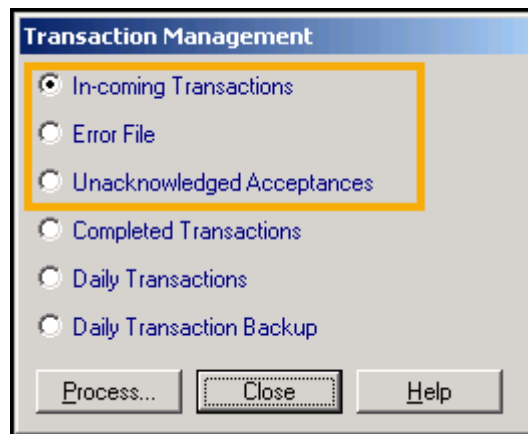 Transaction Management
In-coming Transactions
Error File
Unacknowledged Acceptances
Completed Transactions
Daily Transactions
Daily Transaction Backup
Process... Close Help